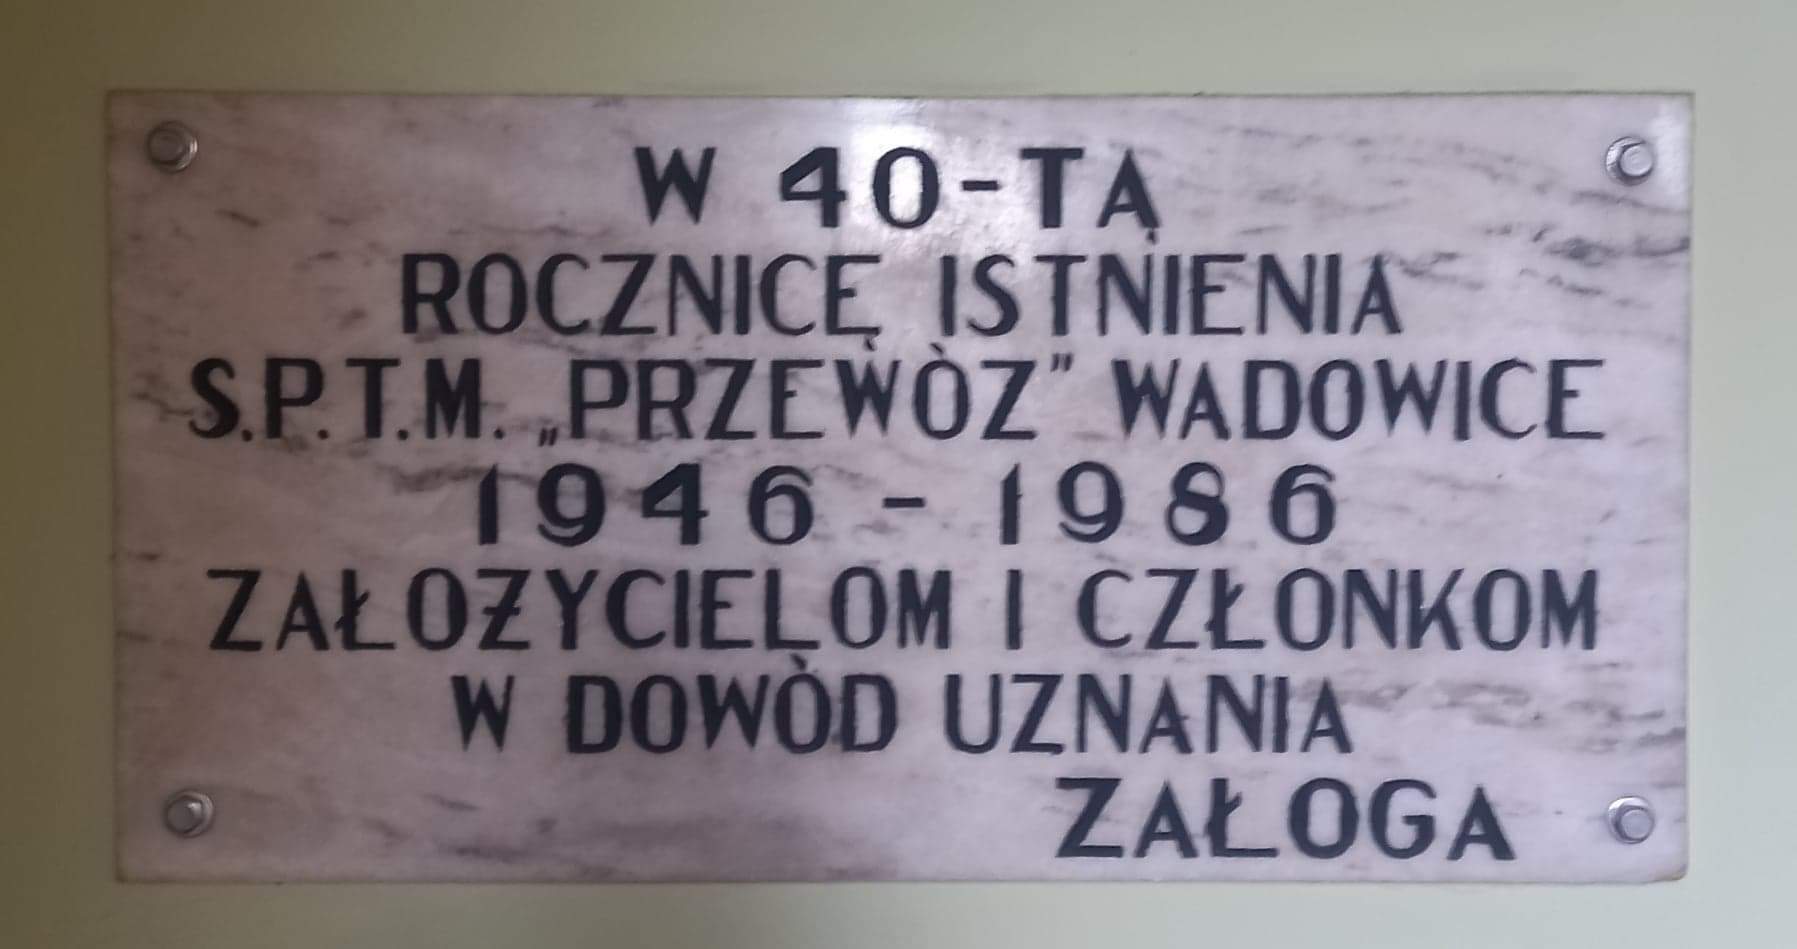 W 40-TĄ
ROCZNICĘ ISTNIENIA
S.P.T.M. „PRZEWÓZ” WADOWICE
1946 - 1986
ZAŁOŻYCIELOM I CZŁONKOM
W DOWÓD UZNANIA
ZAŁOGA